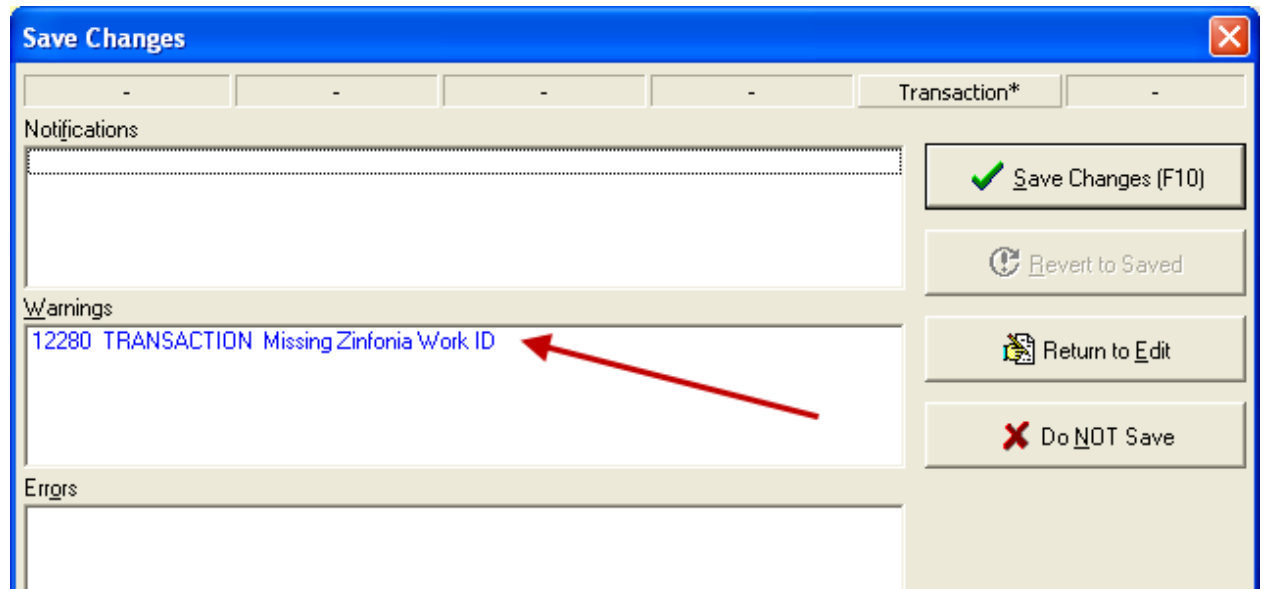 Save Changes
- - - - Transaction* -
Notifications
Save Changes (F10)
Revert to Saved
Warnings
12280 TRANSACTION Missing Zinfonia Work ID
Return to Edit
Do NOT Save
Errors